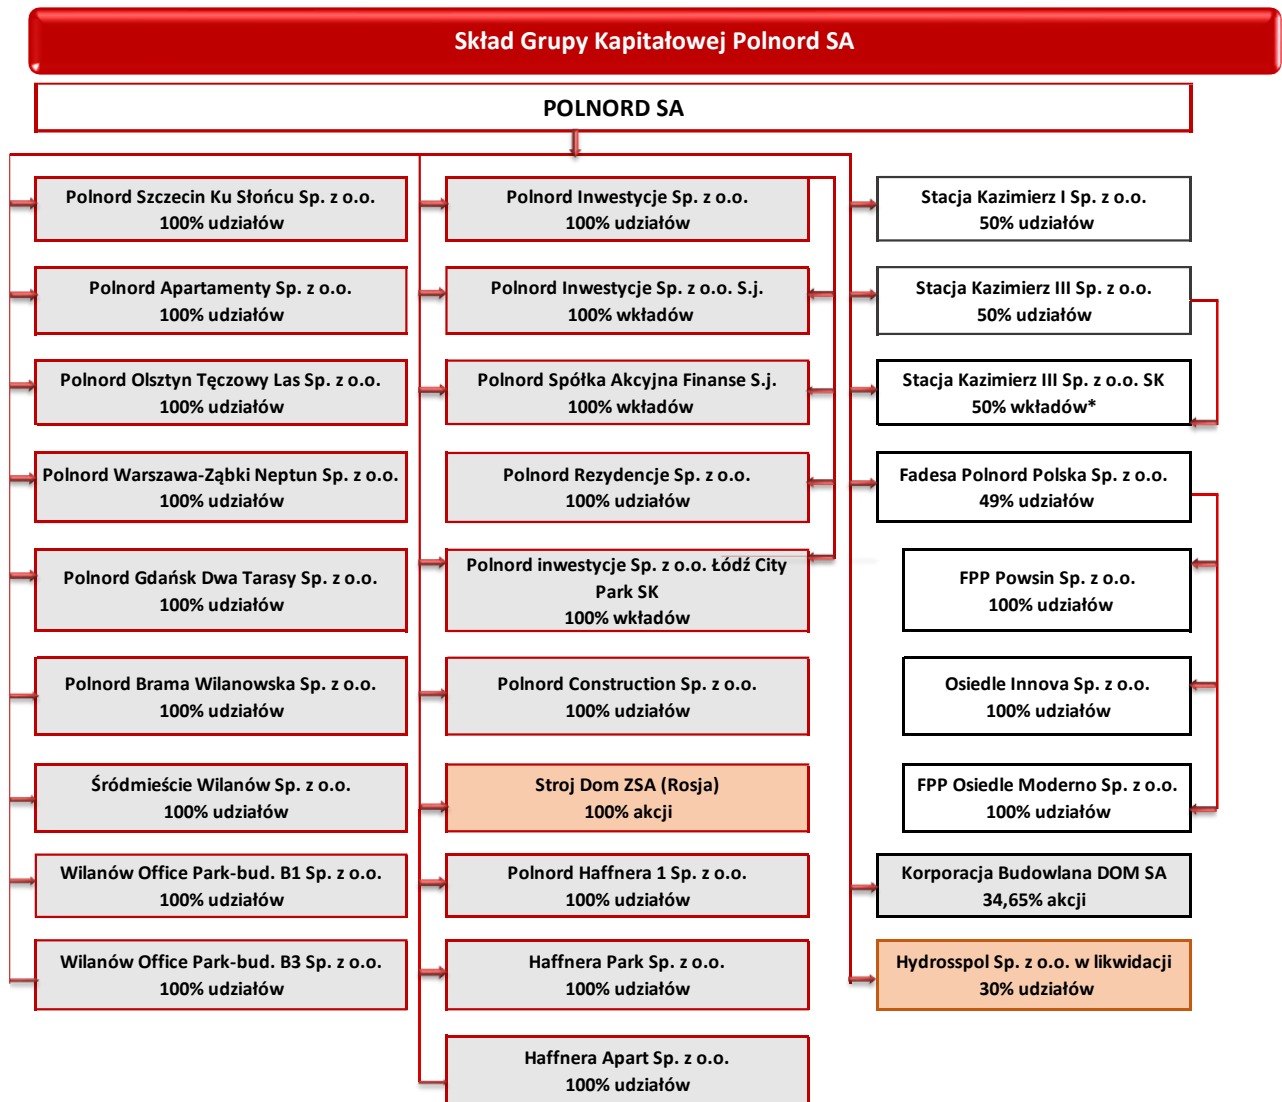 Skład Grupy Kapitałowej Polnord SA
POLNORD SA
Polnord Szczecin Ku Słońcu Sp. z o.o.
100% udziałów
Polnord Apartamenty Sp. z o.o.
100% udziałów
Polnord Olsztyn Tęczowy Las Sp. z o.o.
100% udziałów
Polnord Warszawa-Ząbki Neptun Sp. z o.o.
100% udziałów
Polnord Gdańsk Dwa Tarasy Sp. z o.o.
100% udziałów
Polnord Brama Wilanowska Sp. z o.o.
100% udziałów
Śródmieście Wilanów Sp. z o.o.
100% udziałów
Wilanów Office Park-bud. B1 Sp. z o.o.
100% udziałów
Wilanów Office Park-bud. B3 Sp. z o.o.
100% udziałów
Polnord Inwestycje Sp. z o.o.
100% udziałów
Polnord Inwestycje Sp. z o.o. S.j.
100% wkładów
Polnord Spółka Akcyjna Finanse S.j.
100% wkładów
Polnord Rezydencje Sp. z o.o.
100% udziałów
Polnord inwestycje Sp. z o.o. Łódź City
Park SK
100% wkładów
Polnord Construction Sp. z o.o.
100% udziałów
Stroj Dom ZSA (Rosja)
100% akcji
Polnord Haffnera 1 Sp. z o.o.
100% udziałów
Haffnera Park Sp. z o.o.
100% udziałów
Haffnera Apart Sp. z o.o.
100% udziałów
Stacja Kazimierz I Sp. z o.o.
50% udziałów
Stacja Kazimierz III Sp. z o.o.
50% udziałów
Stacja Kazimierz III Sp. z o.o. SK
50% wkładów*
Fadesa Polnord Polska Sp. z o.o.
49% udziałów
FPP Powsin Sp. z o.o.
100% udziałów
Osiedle Innova Sp. z o.o.
100% udziałów
FPP Osiedle Moderno Sp. z o.o.
100% udziałów
Korporacja Budowlana DOM SA
34,65% akcji
Hydrosspol Sp. z o.o. w likwidacji
30% udziałów